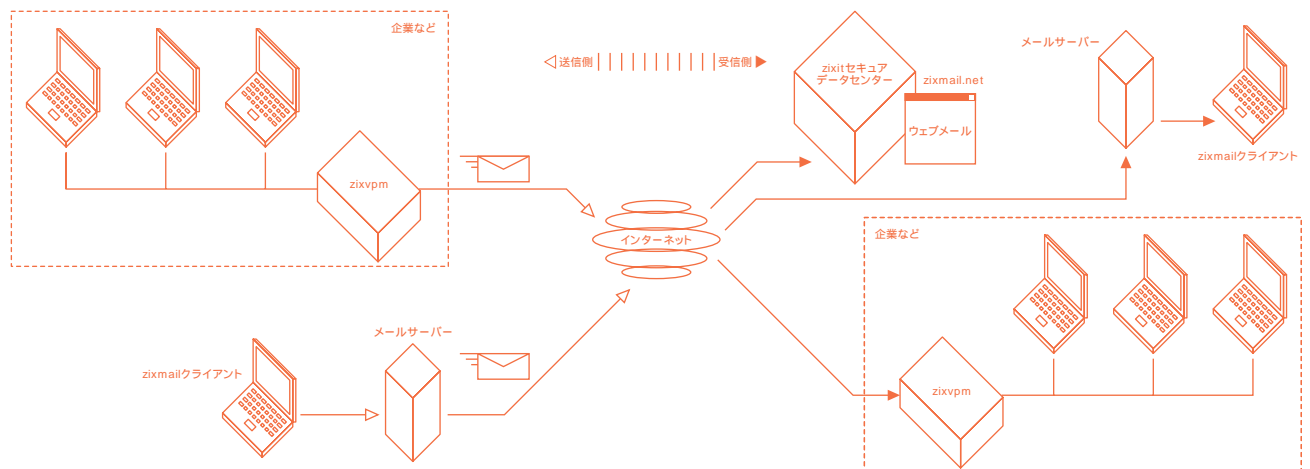 企業など
送信側
受信側
zixitセキュア
データセンター
zixmail.net
ウェブメール
メールサーバー
zixmailクライアント
zixvpm
インターネット
企業など
メールサーバー
zixmailクライアント
zixvpm